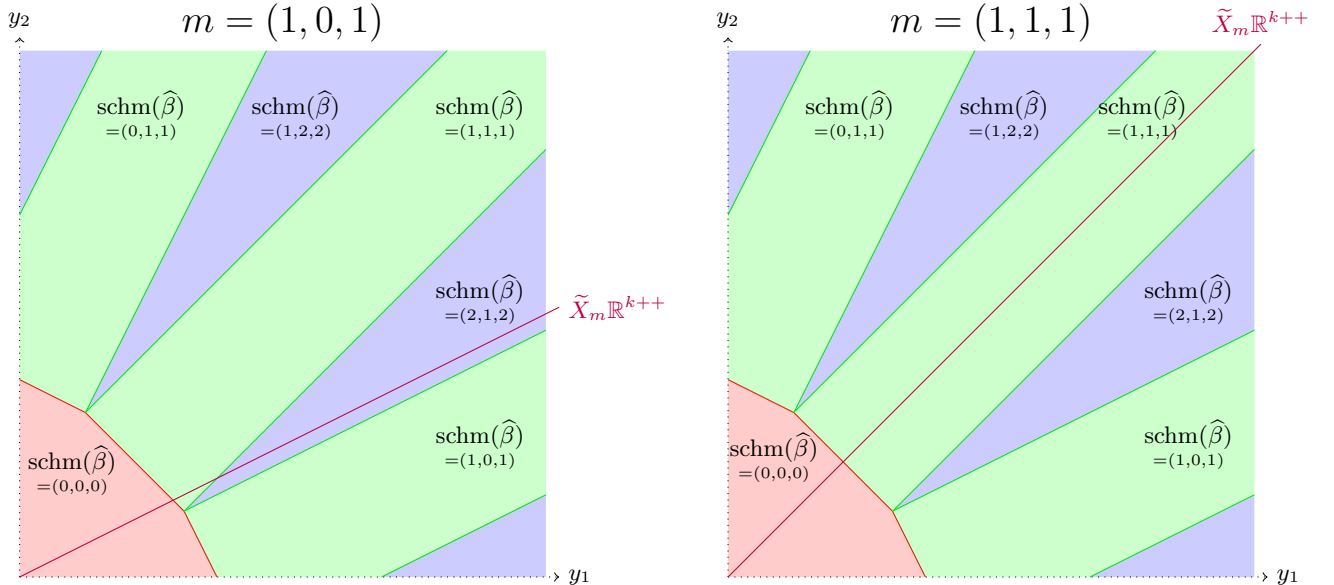 y₂ m = (1, 0, 1)
schm(β̂)
=(0,1,1)
schm(β̂)
=(1,2,2)
schm(β̂)
=(1,1,1)
schm(β̂)
=(2,1,2)
X̃ₘℝᵏ⁺⁺
schm(β̂)
=(1,0,1)
schm(β̂)
=(0,0,0)
y₁
y₂ m = (1, 1, 1) X̃ₘℝᵏ⁺⁺
schm(β̂)
=(0,1,1)
schm(β̂)
=(1,2,2)
schm(β̂)
=(1,1,1)
schm(β̂)
=(2,1,2)
schm(β̂)
=(1,0,1)
schm(β̂)
=(0,0,0)
y₁